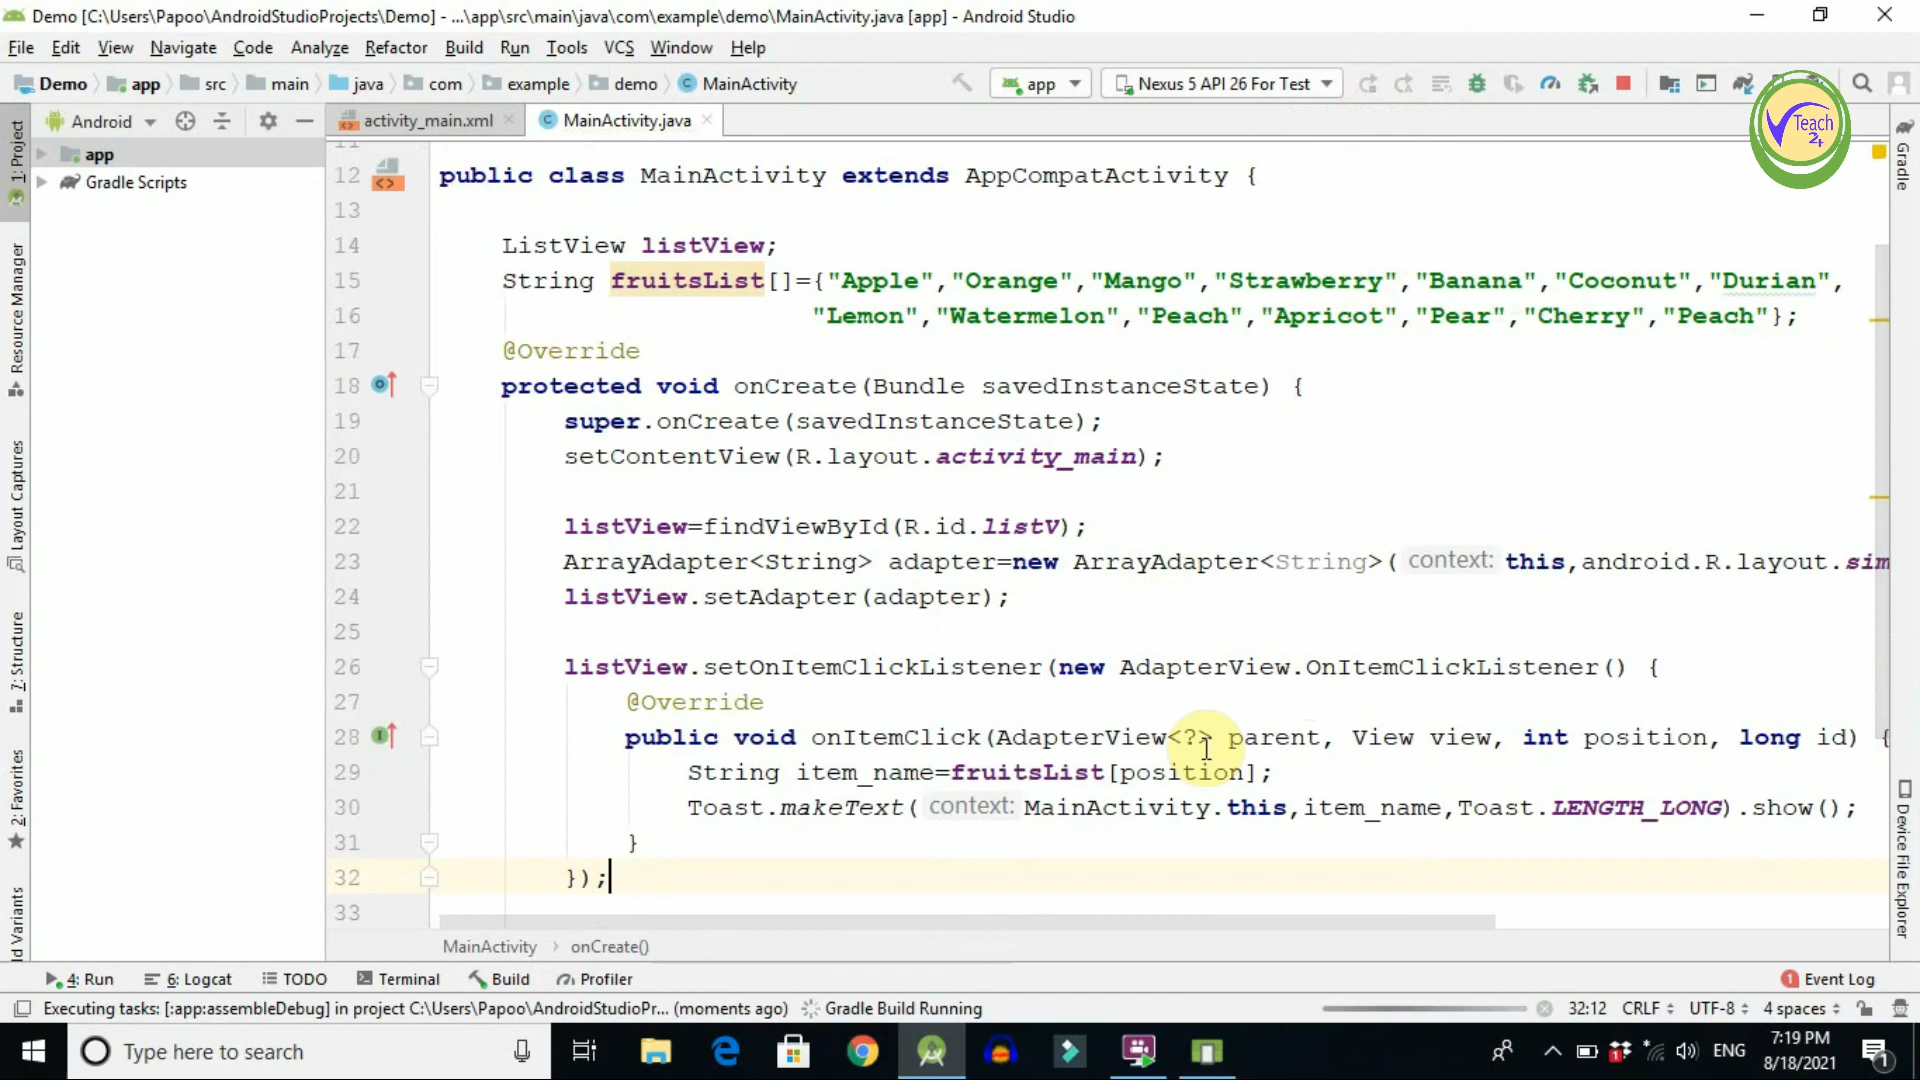 Demo [C:\Users\Papoo\AndroidStudioProjects\Demo] - ...\app\src\main\java\com\example\demo\MainActivity.java [app] - Android Studio
File Edit View Navigate Code Analyze Refactor Build Run Tools VCS Window Help
Demo app src main java com example demo MainActivity app Nexus 5 API 26 For Test
Teach
24
Android activity_main.xml MainActivity.java
app
Gradle Scripts
1: Project
Resource Manager
Layout Captures
7: Structure
2: Favorites
ld Variants
Gradle
Device File Explorer
12 public class MainActivity extends AppCompatActivity {
13
14 ListView listView;
15 String fruitsList[]={"Apple","Orange","Mango","Strawberry","Banana","Coconut","Durian",
16 "Lemon","Watermelon","Peach","Apricot","Pear","Cherry","Peach"};
17 @Override
18 protected void onCreate(Bundle savedInstanceState) {
19 super.onCreate(savedInstanceState);
20 setContentView(R.layout.activity_main);
21
22 listView=findViewById(R.id.listV);
23 ArrayAdapter<String> adapter=new ArrayAdapter<String>( context: this,android.R.layout.sim
24 listView.setAdapter(adapter);
25
26 listView.setOnItemClickListener(new AdapterView.OnItemClickListener() {
27 @Override
28 public void onItemClick(AdapterView<?> parent, View view, int position, long id) {
29 String item_name=fruitsList[position];
30 Toast.makeText( context: MainActivity.this,item_name,Toast.LENGTH_LONG).show();
31 }
32 });
33
MainActivity > onCreate()
4: Run 6: Logcat TODO Terminal Build Profiler 1 Event Log
Executing tasks: [:app:assembleDebug] in project C:\Users\Papoo\AndroidStudioPr... (moments ago) Gradle Build Running 32:12 CRLF UTF-8 4 spaces
Type here to search ENG 7:19 PM
8/18/2021 1